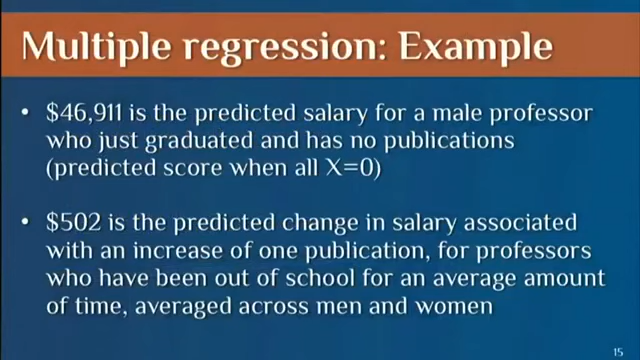 Multiple regression: Example
• $46,911 is the predicted salary for a male professor
who just graduated and has no publications
(predicted score when all X=0)
• $502 is the predicted change in salary associated
with an increase of one publication, for professors
who have been out of school for an average amount
of time, averaged across men and women
15